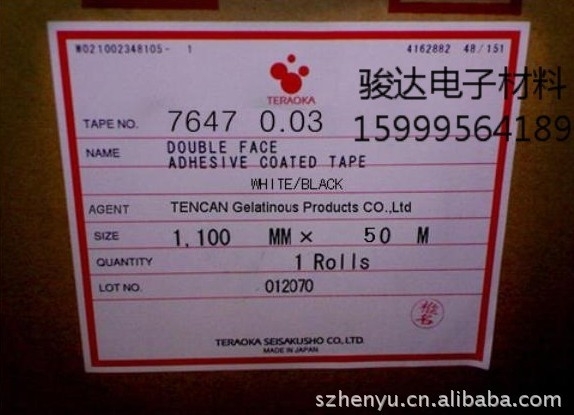 W021002348105- 1
4162882 48/151
TERAOKA
骏达电子材料
15999564189
TAPE NO. 7647 0.03
NAME DOUBLE FACE
ADHESIVE COATED TAPE
WHITE/BLACK
AGENT TENCAN Gelatinous Products CO.,Ltd
SIZE 1,100 MM × 50 M
QUANTITY 1 Rolls
LOT NO. 012070
椎名
TERAOKA SEISAKUSHO CO., LTD.
MADE IN JAPAN
szhenyu.cn.alibaba.com